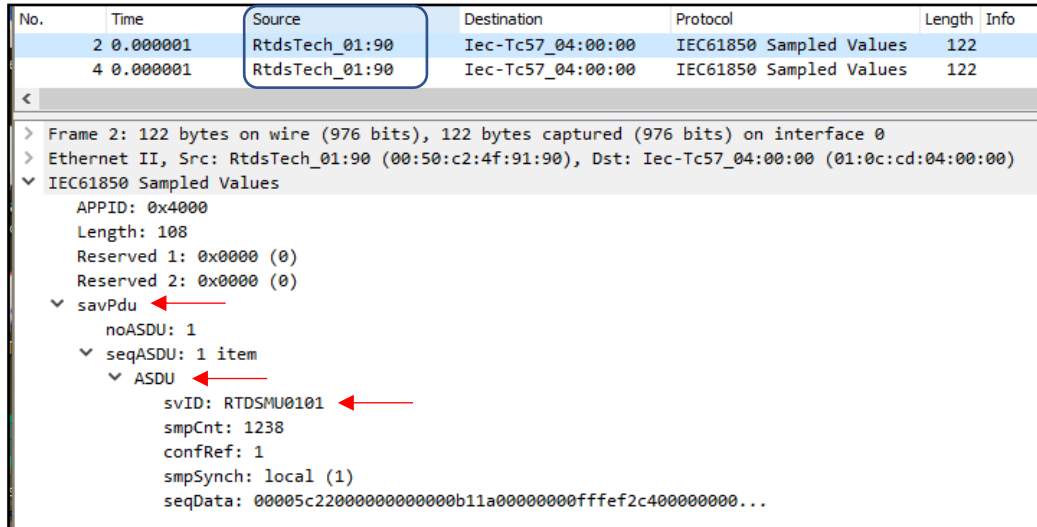 No. Time Source Destination Protocol Length Info
2 0.000001 RtdsTech_01:90 Iec-Tc57_04:00:00 IEC61850 Sampled Values 122
4 0.000001 RtdsTech_01:90 Iec-Tc57_04:00:00 IEC61850 Sampled Values 122
Frame 2: 122 bytes on wire (976 bits), 122 bytes captured (976 bits) on interface 0
Ethernet II, Src: RtdsTech_01:90 (00:50:c2:4f:91:90), Dst: Iec-Tc57_04:00:00 (01:0c:cd:04:00:00)
IEC61850 Sampled Values
APPID: 0x4000
Length: 108
Reserved 1: 0x0000 (0)
Reserved 2: 0x0000 (0)
savPdu
noASDU: 1
seqASDU: 1 item
ASDU
svID: RTDSMU0101
smpCnt: 1238
confRef: 1
smpSynch: local (1)
seqData: 00005c22000000000000b11a00000000fffef2c400000000...